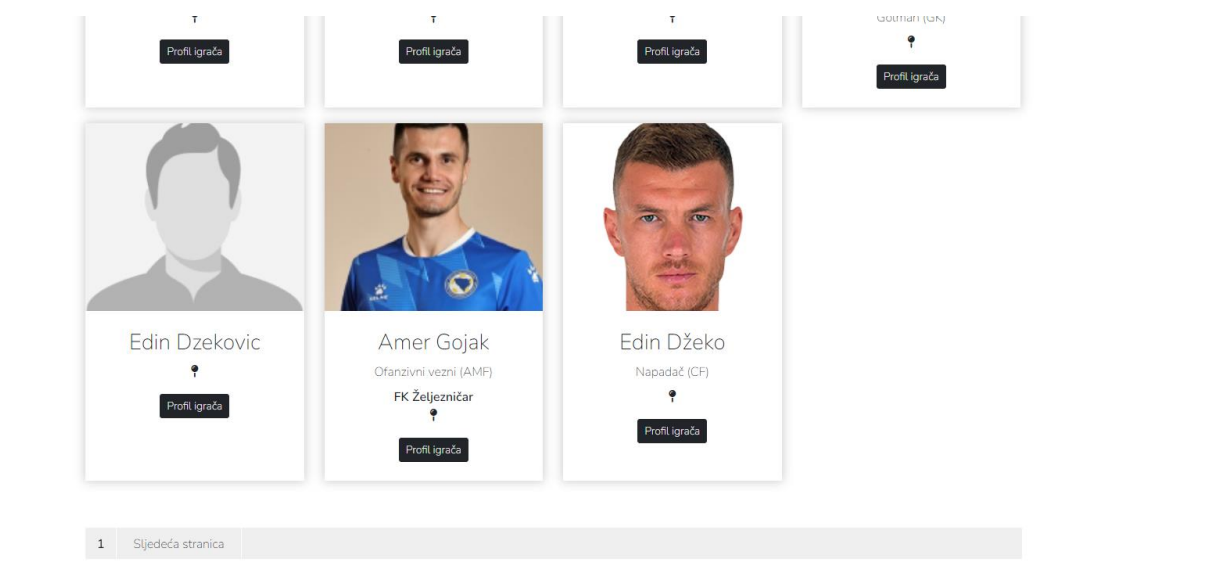 Golman (GK)
Profil igrača
Profil igrača
Profil igrača
Profil igrača
Edin Dzekovic
Profil igrača
Amer Gojak
Ofanzivni vezni (AMF)
FK Željezničar
Profil igrača
Edin Džeko
Napadač (CF)
Profil igrača
1 Sljedeća stranica